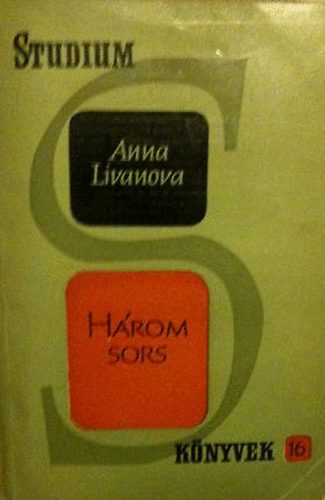 STUDIUM
Anna
Livanova
HÁROM
SORS
KÖNYVEK 16